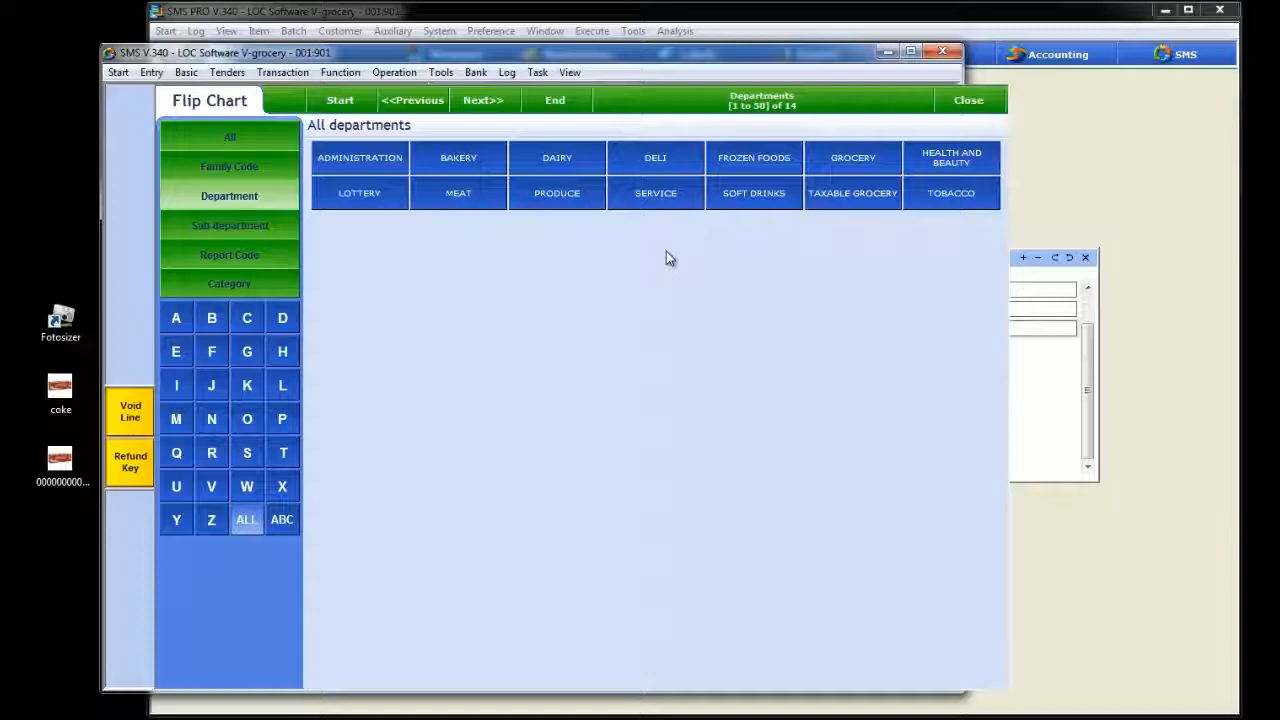 SMS PRO V.340 - LOC Software V-grocery - 001:901
Start Log View Item Batch Customer Auxiliary System Preference Window Execute Tools Analysis
Accounting SMS
SMS V.340 - LOC Software V-grocery - 001:901
Start Entry Basic Tenders Transaction Function Operation Tools Bank Log Task View
Flip Chart
Start <<Previous Next>> End
Departments
[1 to 50] of 14
Close
All departments
All
Family Code
Department
Sub department
Report Code
Category
ADMINISTRATION BAKERY DAIRY DELI FROZEN FOODS GROCERY HEALTH AND
BEAUTY
LOTTERY MEAT PRODUCE SERVICE SOFT DRINKS TAXABLE GROCERY TOBACCO
A B C D
E F G H
I J K L
M N O P
Q R S T
U V W X
Y Z ALL ABC
Void
Line
Refund
Key
Fotosizer
coke
000000000...